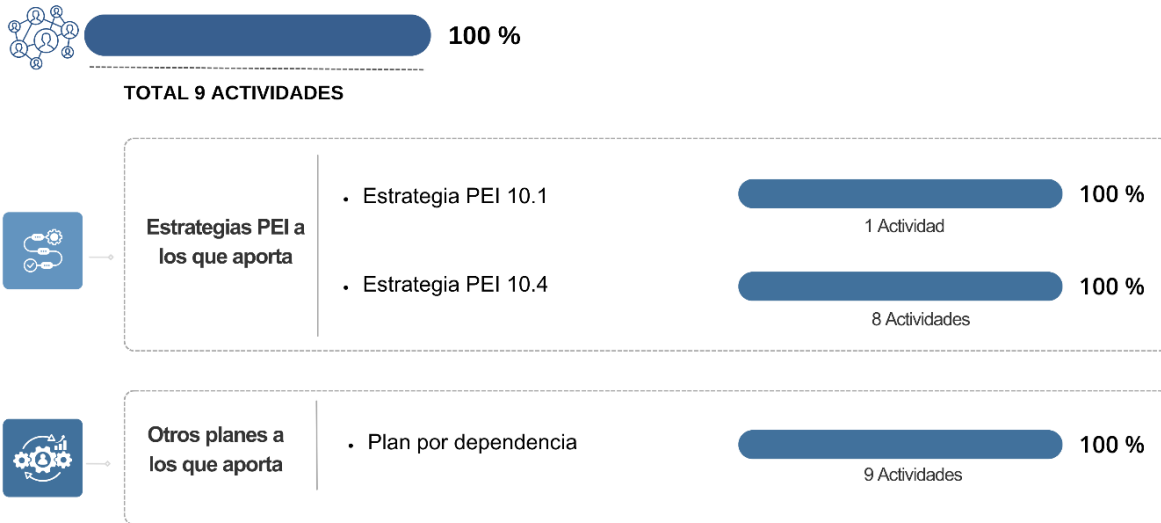 100 %
TOTAL 9 ACTIVIDADES
Estrategias PEI a
los que aporta
• Estrategia PEI 10.1
100 %
1 Actividad
• Estrategia PEI 10.4
100 %
8 Actividades
Otros planes a
los que aporta
• Plan por dependencia
100 %
9 Actividades